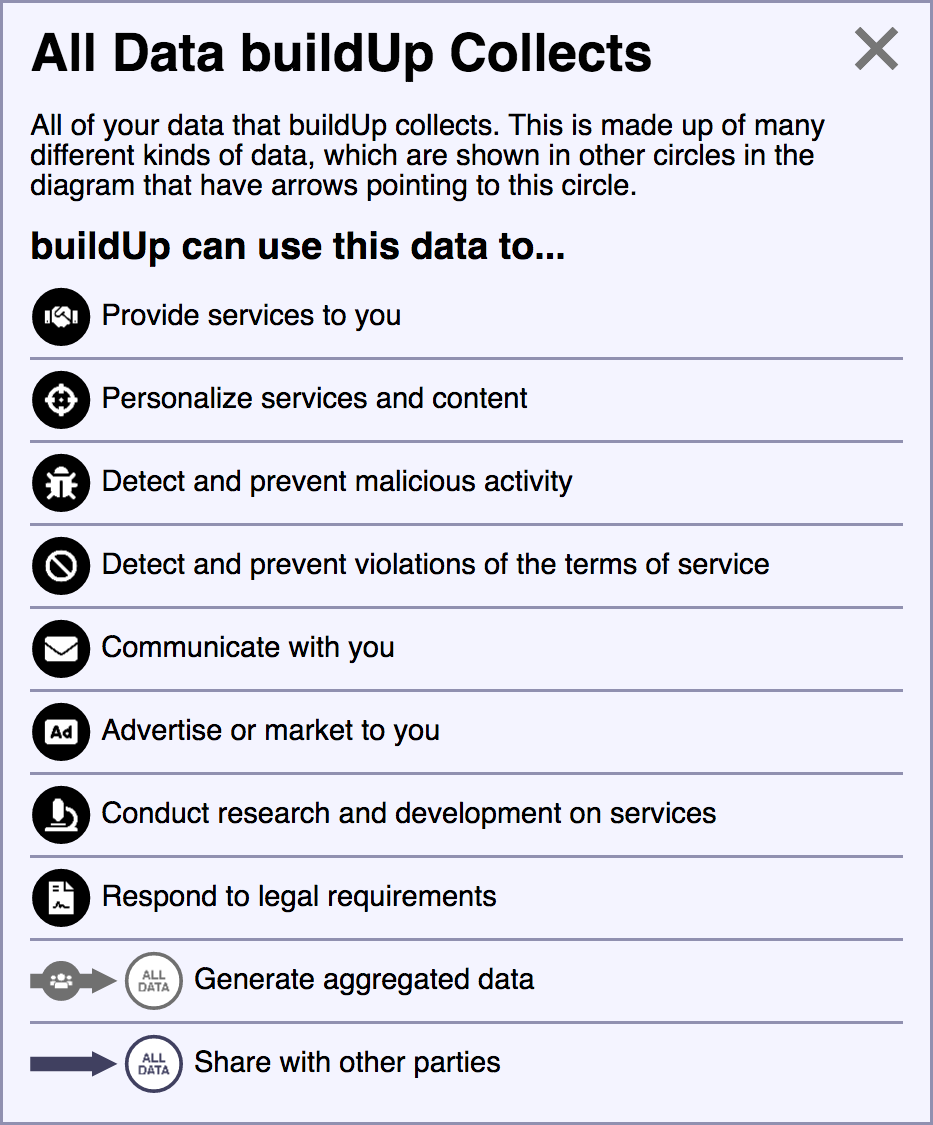 All Data buildUp Collects
All of your data that buildUp collects. This is made up of many
different kinds of data, which are shown in other circles in the
diagram that have arrows pointing to this circle.
buildUp can use this data to...
Provide services to you
Personalize services and content
Detect and prevent malicious activity
Detect and prevent violations of the terms of service
Communicate with you
Ad Advertise or market to you
Conduct research and development on services
Respond to legal requirements
ALL
DATA
Generate aggregated data
ALL
DATA
Share with other parties